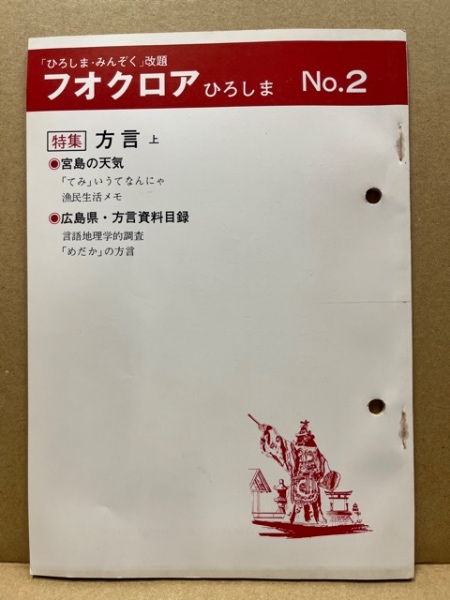 「ひろしま・みんぞく」改題
フオクロア ひろしま No.2
特集 方言 上
◉宮島の天気
「てみ」いうてなんにゃ
漁民生活メモ
◉広島県・方言資料目録
言語地理学的調査
「めだか」の方言